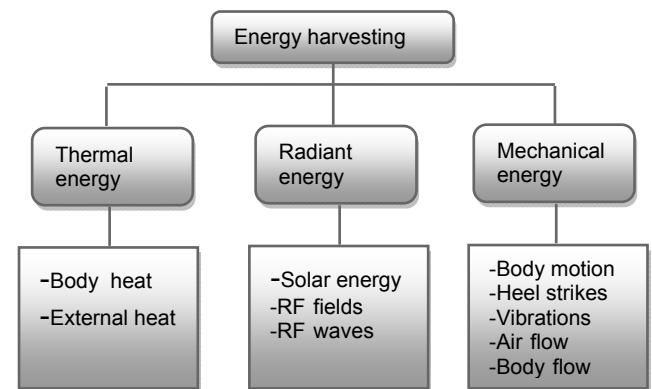 Energy harvesting
Thermal
energy
Radiant
energy
Mechanical
energy
-Body heat
-External heat
-Solar energy
-RF fields
-RF waves
-Body motion
-Heel strikes
-Vibrations
-Air flow
-Body flow